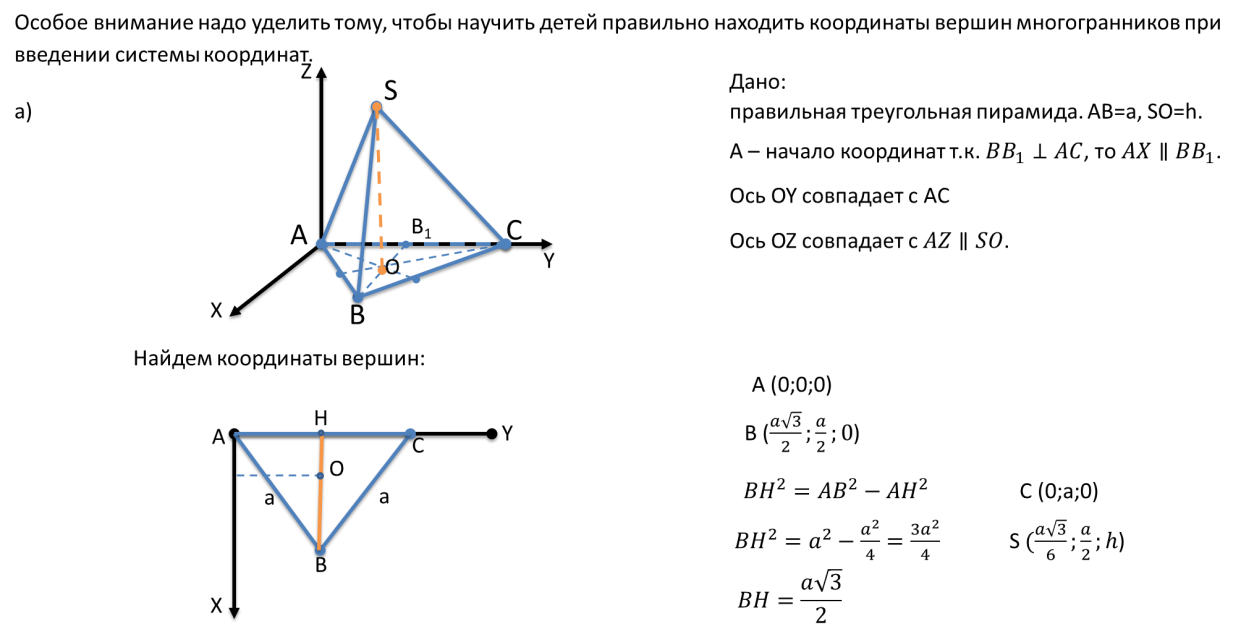 Особое внимание надо уделить тому, чтобы научить детей правильно находить координаты вершин многогранников при
введении системы координат.
а)
Z
S
A
B₁
C
Y
O
X
B
Дано:
правильная треугольная пирамида. AB=a, SO=h.
А – начало координат т.к. BB₁ ⊥ AC, то AX ∥ BB₁.
Ось OY совпадает с AC
Ось OZ совпадает с AZ ∥ SO.
Найдем координаты вершин:
H
A
C
Y
O
a
a
B
X
A (0;0;0)
B (a√3/2; a/2; 0)
BH² = AB² − AH²
C (0;a;0)
BH² = a² − a²/4 = 3a²/4
S (a√3/6; a/2; h)
BH = a√3/2